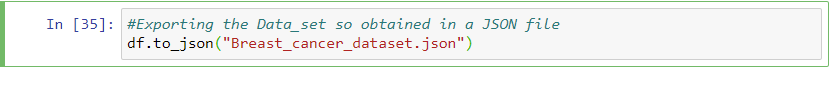 In [35]: #Exporting the Data_set so obtained in a JSON file
df.to_json("Breast_cancer_dataset.json")